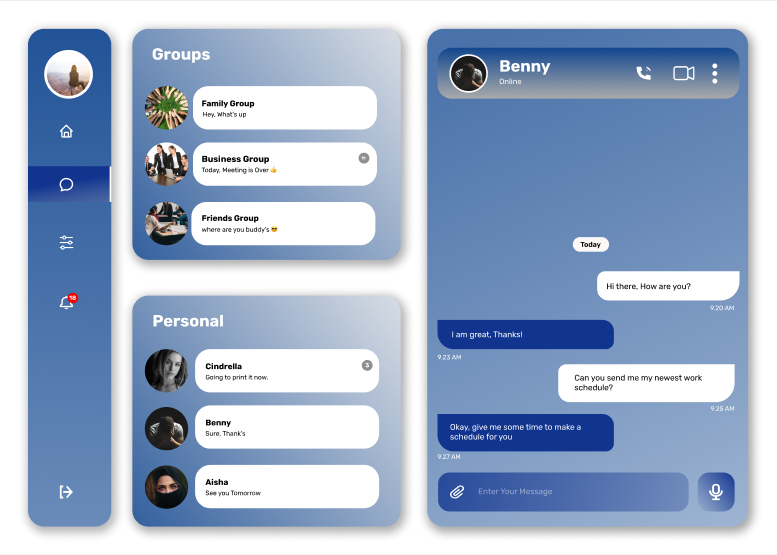 18
Groups
Family Group
Hey, What's up
Business Group
Today, Meeting is Over 👍
Friends Group
where are you buddy's 😎
Personal
Cindrella
3
Going to print it now.
Benny
Sure, Thank's
Aisha
See you Tomorrow
Benny
Online
Today
Hi there, How are you?
9.20 AM
I am great, Thanks!
9.23 AM
Can you send me my newest work
schedule?
9.25 AM
Okay, give me some time to make a
schedule for you
9.27 AM
Enter Your Message